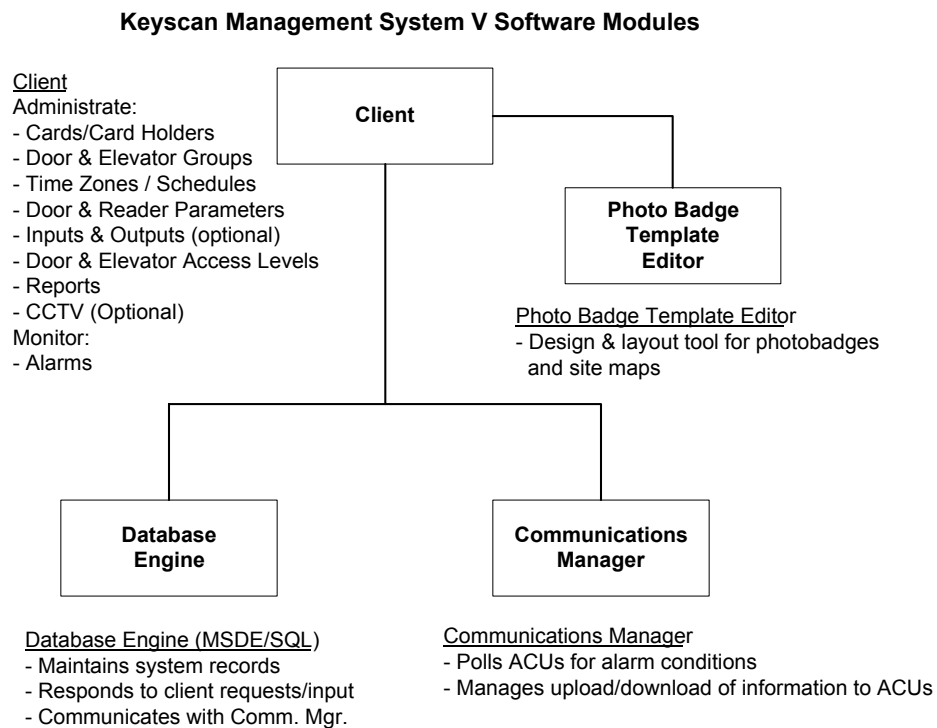 Keyscan Management System V Software Modules
Client
Administrate:
- Cards/Card Holders
- Door & Elevator Groups
- Time Zones / Schedules
- Door & Reader Parameters
- Inputs & Outputs (optional)
- Door & Elevator Access Levels
- Reports
- CCTV (Optional)
Monitor:
- Alarms
Client
Photo Badge
Template
Editor
Photo Badge Template Editor
- Design & layout tool for photobadges
and site maps
Database
Engine
Communications
Manager
Database Engine (MSDE/SQL)
- Maintains system records
- Responds to client requests/input
- Communicates with Comm. Mgr.
Communications Manager
- Polls ACUs for alarm conditions
- Manages upload/download of information to ACUs